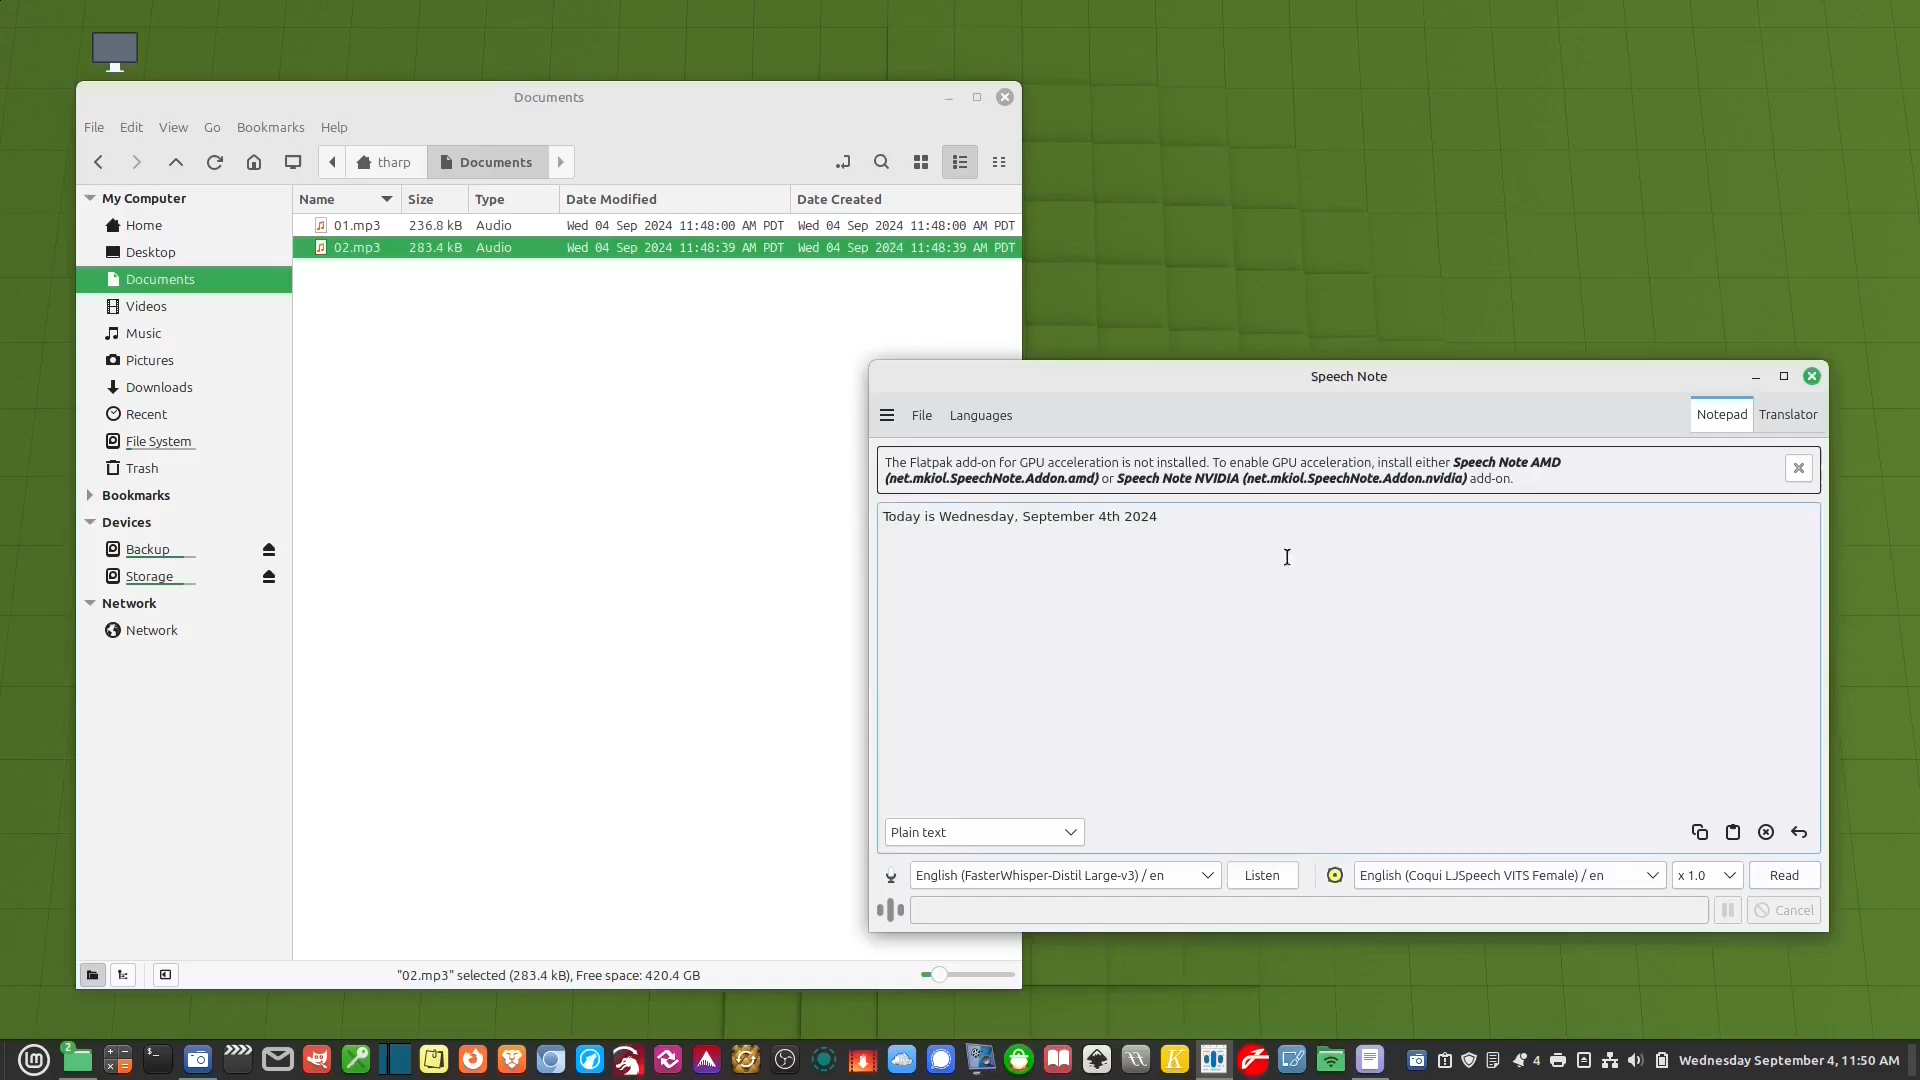 Documents
File Edit View Go Bookmarks Help
tharp Documents
My Computer
Home
Desktop
Documents
Videos
Music
Pictures
Downloads
Recent
File System
Trash
Bookmarks
Devices
Backup
Storage
Network
Network
Name Size Type Date Modified Date Created
01.mp3 236.8 kB Audio Wed 04 Sep 2024 11:48:00 AM PDT Wed 04 Sep 2024 11:48:00 AM PDT
02.mp3 283.4 kB Audio Wed 04 Sep 2024 11:48:39 AM PDT Wed 04 Sep 2024 11:48:39 AM PDT
"02.mp3" selected (283.4 kB), Free space: 420.4 GB
Speech Note
File Languages Notepad Translator
The Flatpak add-on for GPU acceleration is not installed. To enable GPU acceleration, install either Speech Note AMD
(net.mkiol.SpeechNote.Addon.amd) or Speech Note NVIDIA (net.mkiol.SpeechNote.Addon.nvidia) add-on.
Today is Wednesday, September 4th 2024
Plain text
English (FasterWhisper-Distil Large-v3) / en Listen English (Coqui LJSpeech VITS Female) / en x 1.0 Read
Cancel
2 4 Wednesday September 4, 11:50 AM